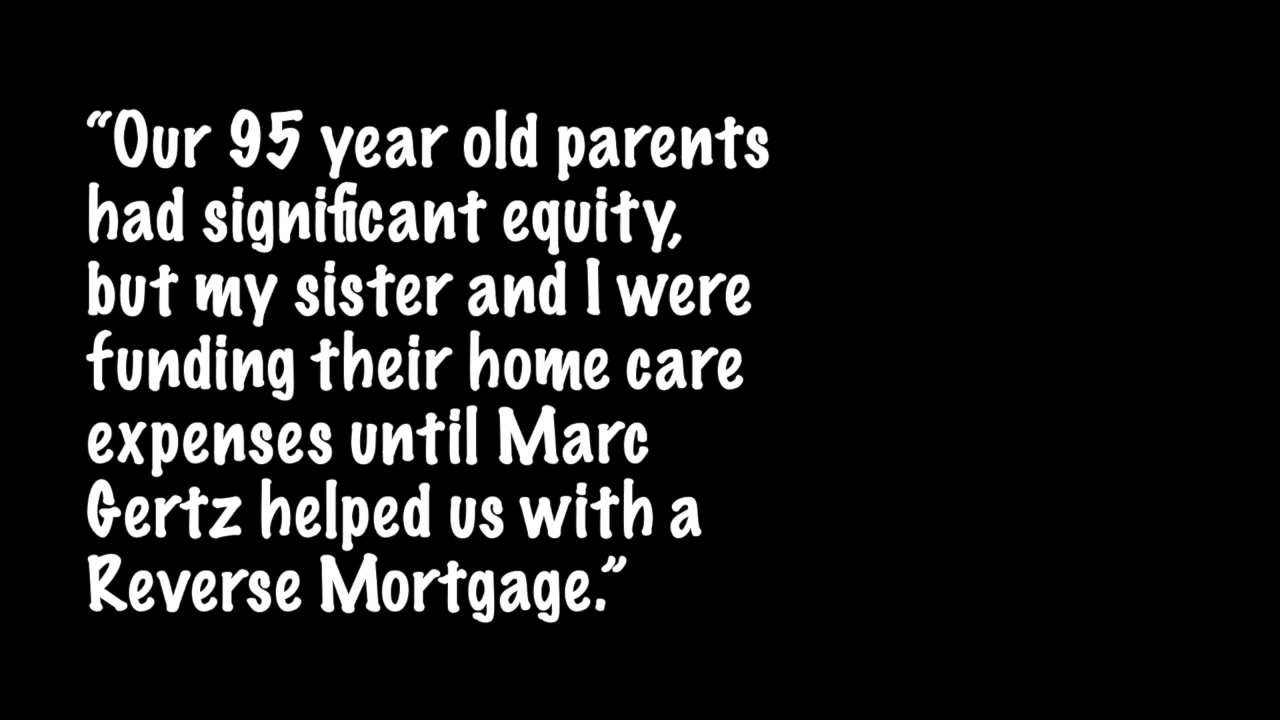 “Our 95 year old parents
had significant equity,
but my sister and I were
funding their home care
expenses until Marc
Gertz helped us with a
Reverse Mortgage.”